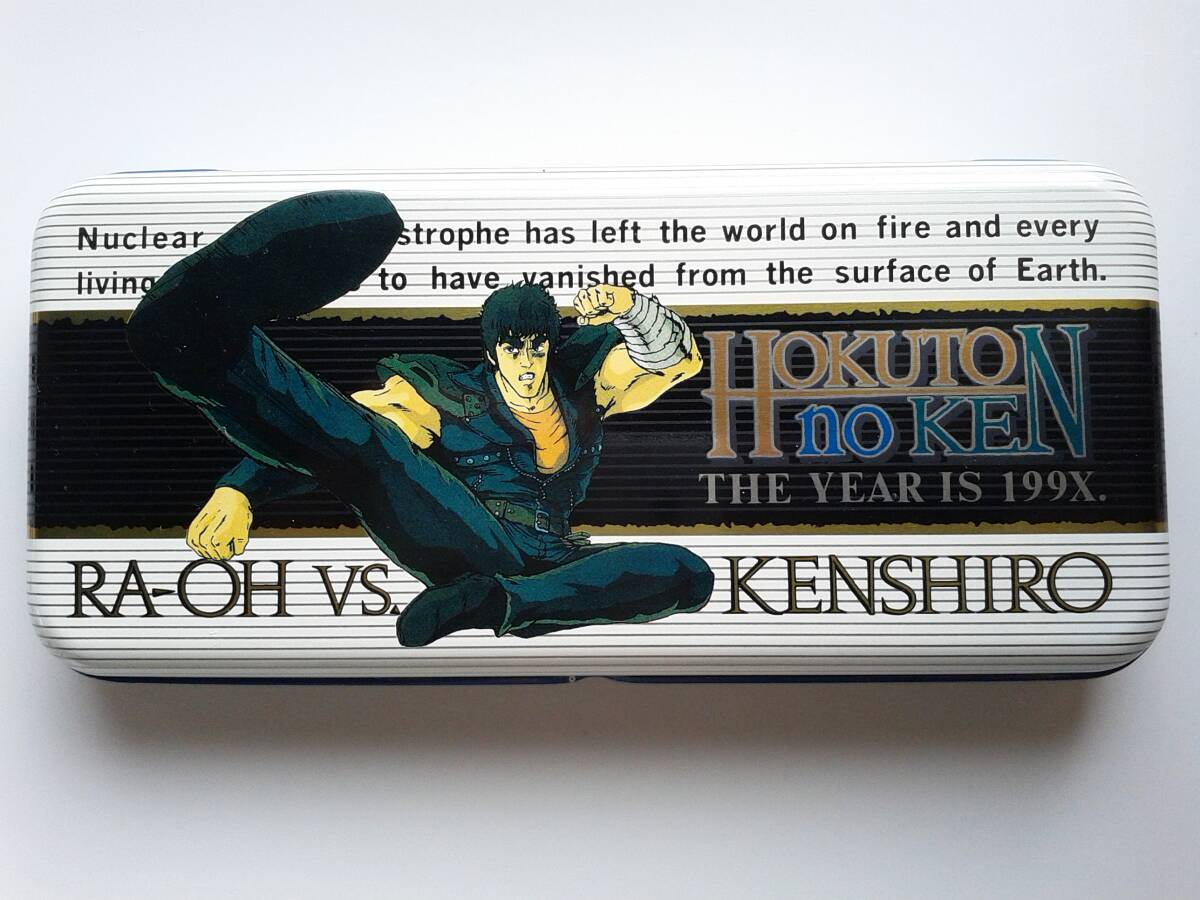 Nuclear strophe has left the world on fire and every
living to have vanished from the surface of Earth.
HOKUTO
no KEN
THE YEAR IS 199X.
RA-OH VS. KENSHIRO